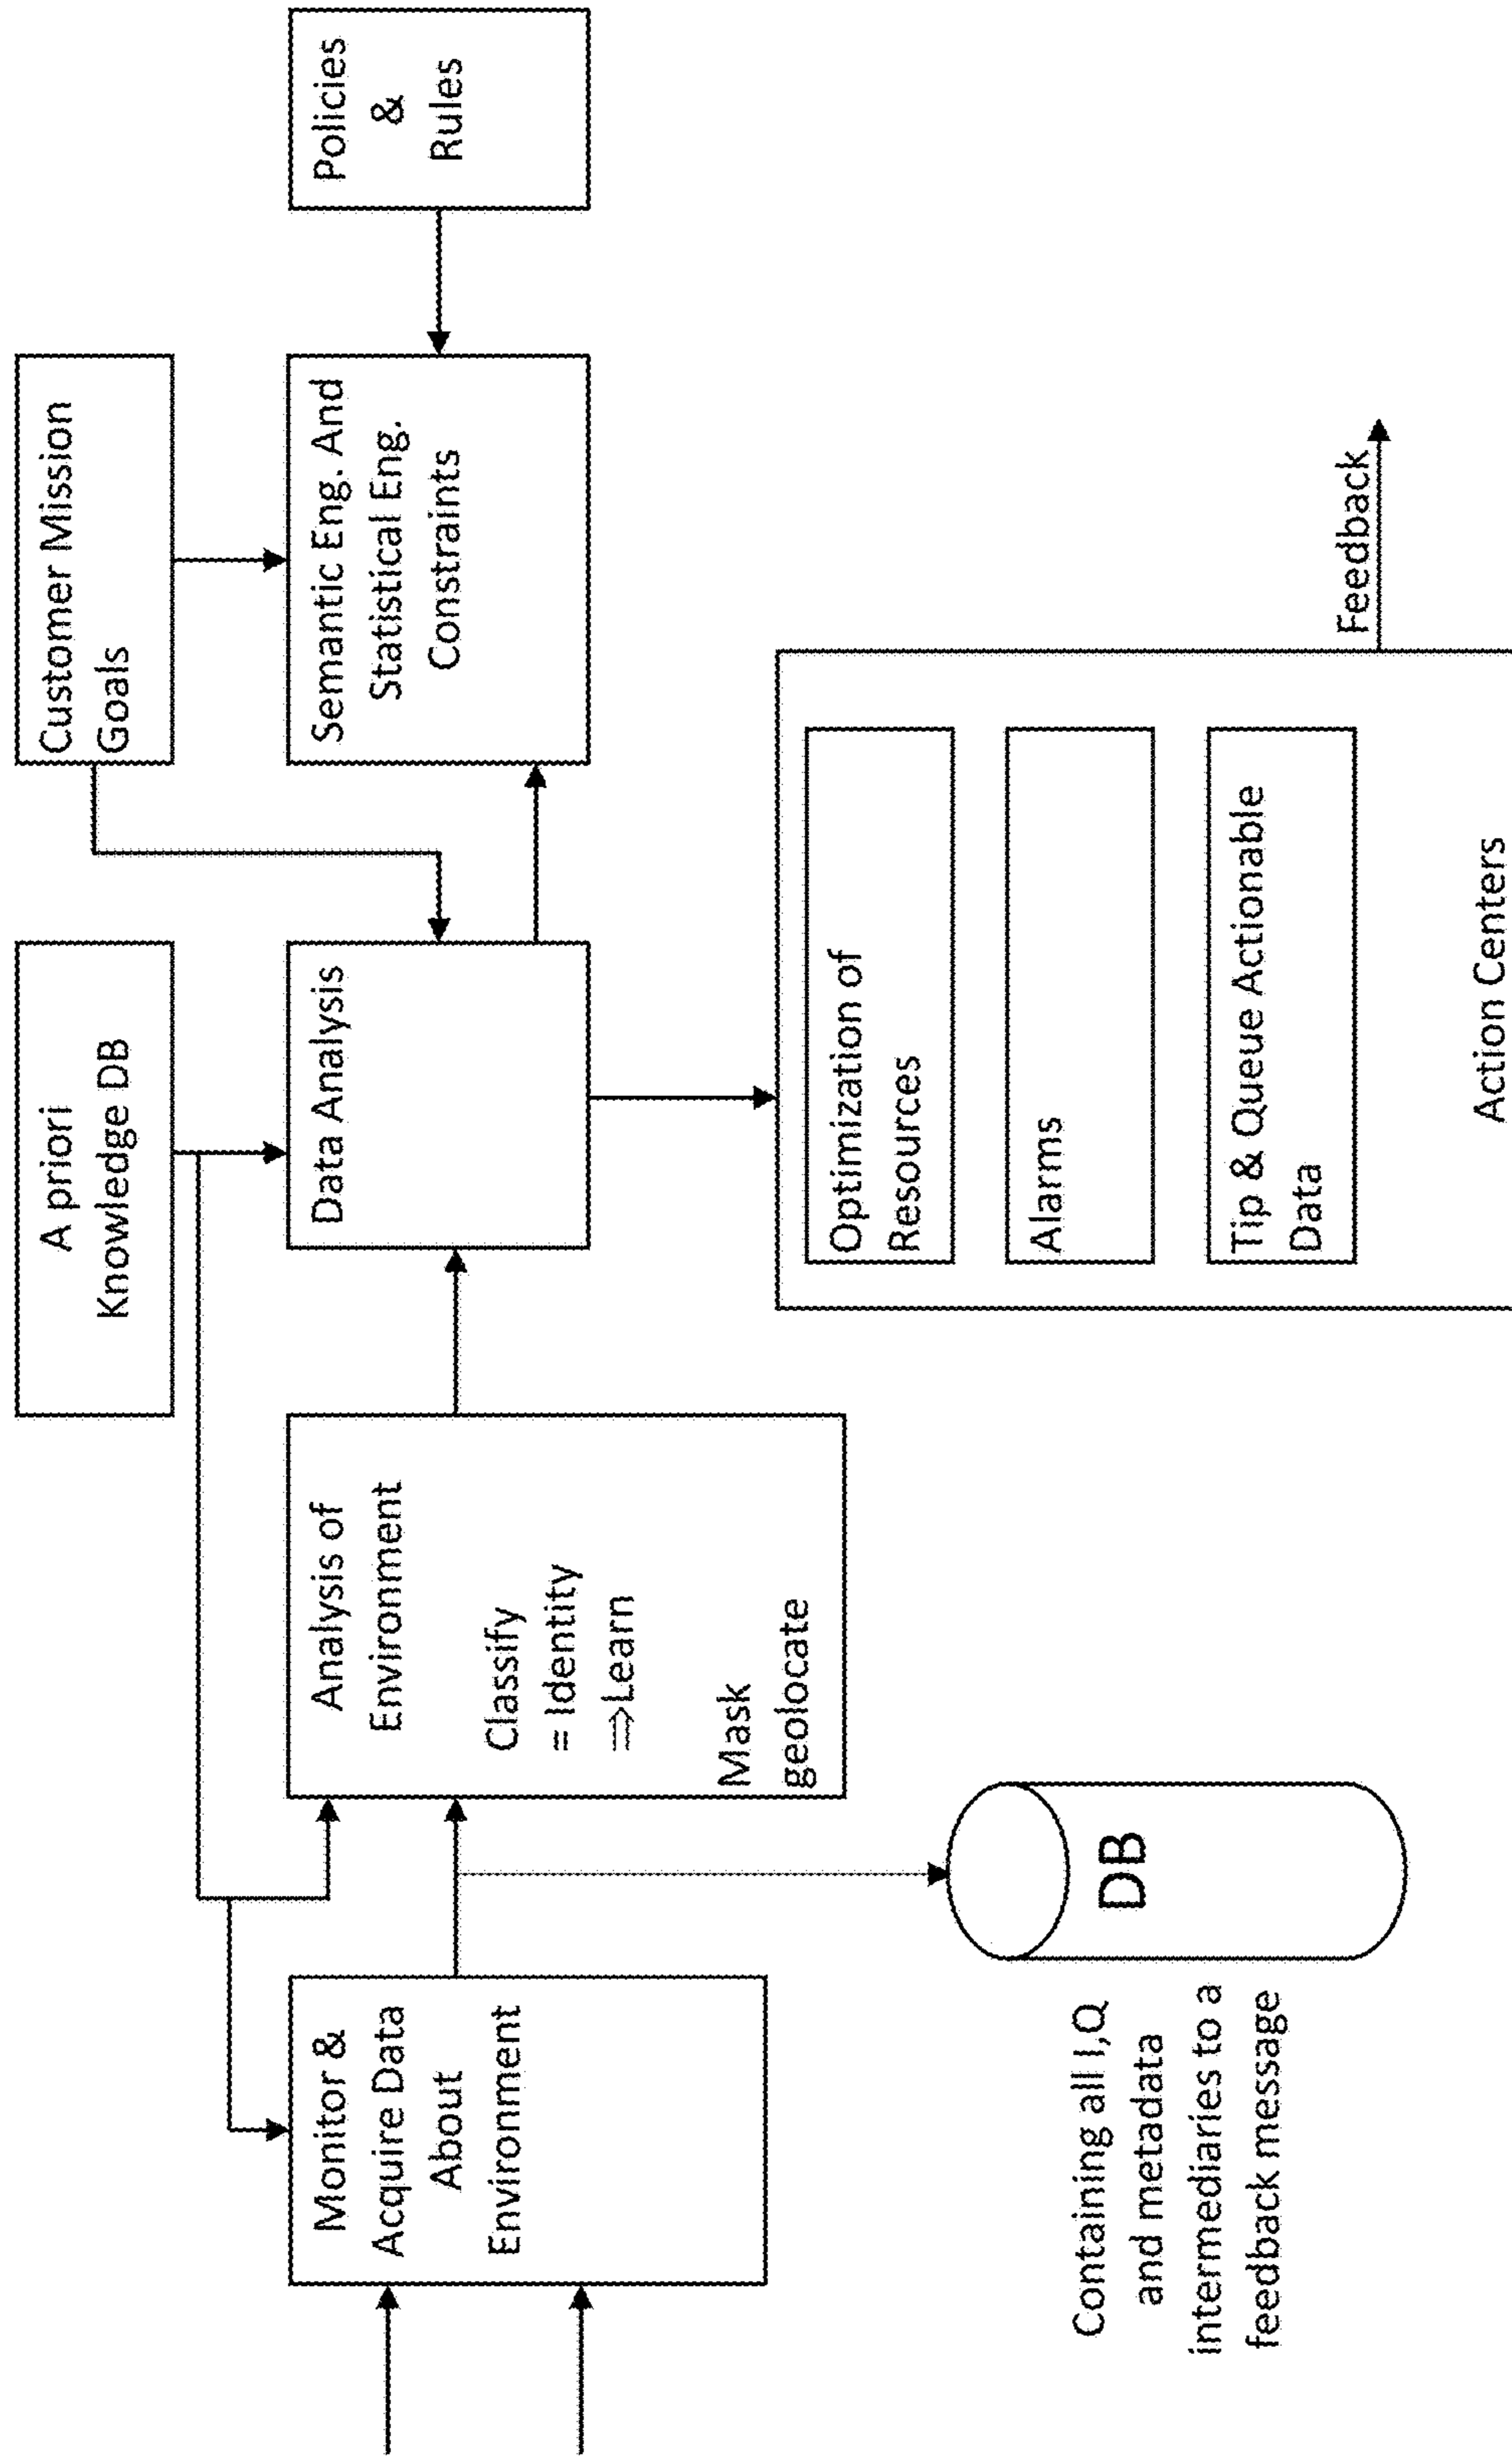 A priori
Knowledge DB
Customer Mission
Goals
Monitor &
Acquire Data
About
Environment
Analysis of
Environment
Classify
= Identity
⇒Learn
Mask
geolocate
Data Analysis
Semantic Eng. And
Statistical Eng.
Constraints
Policies
&
Rules
DB
Containing all I,Q
and metadata
intermediaries to a
feedback message
Optimization of
Resources
Alarms
Tip & Queue Actionable
Data
Action Centers
Feedback